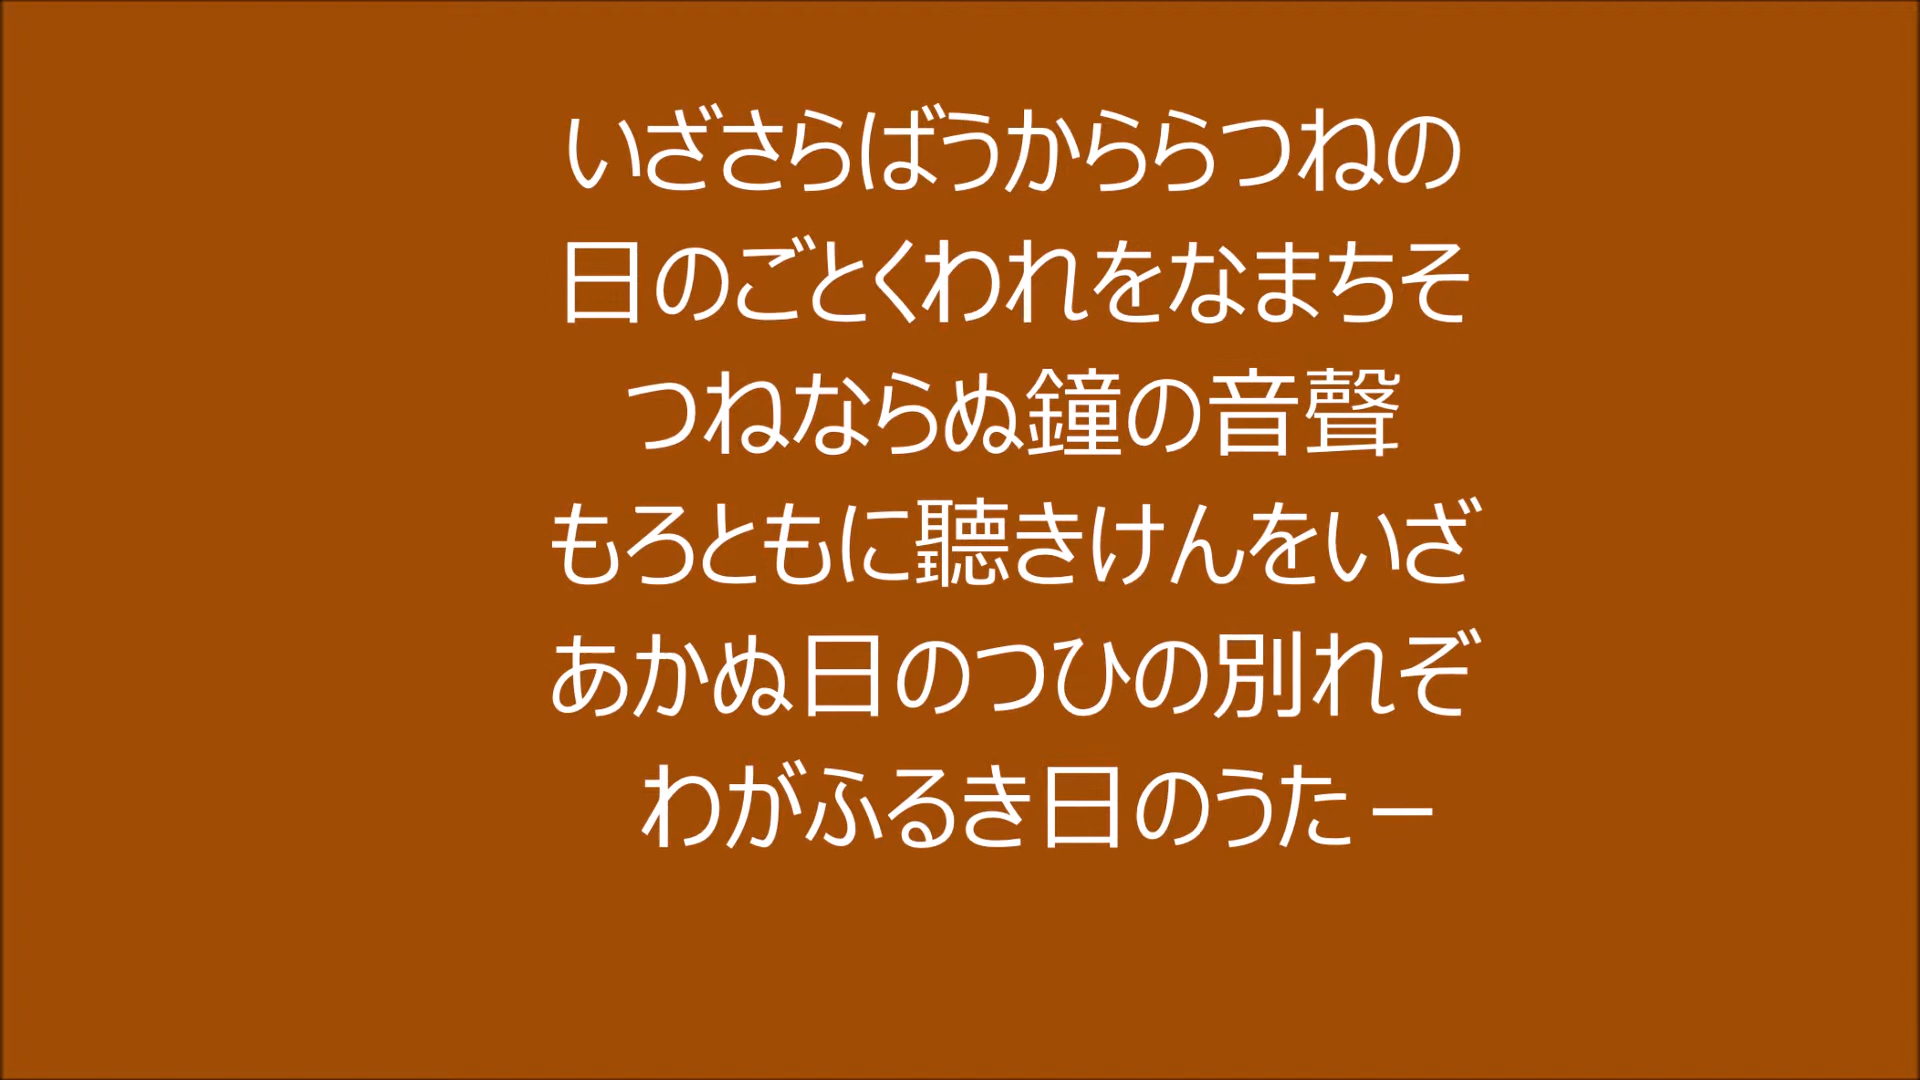 いざさらばうかららつねの
日のごとくわれをなまちそ
つねならぬ鐘の音聲
もろともに聽きけんをいざ
あかぬ日のつひの別れぞ
わがふるき日のうた－